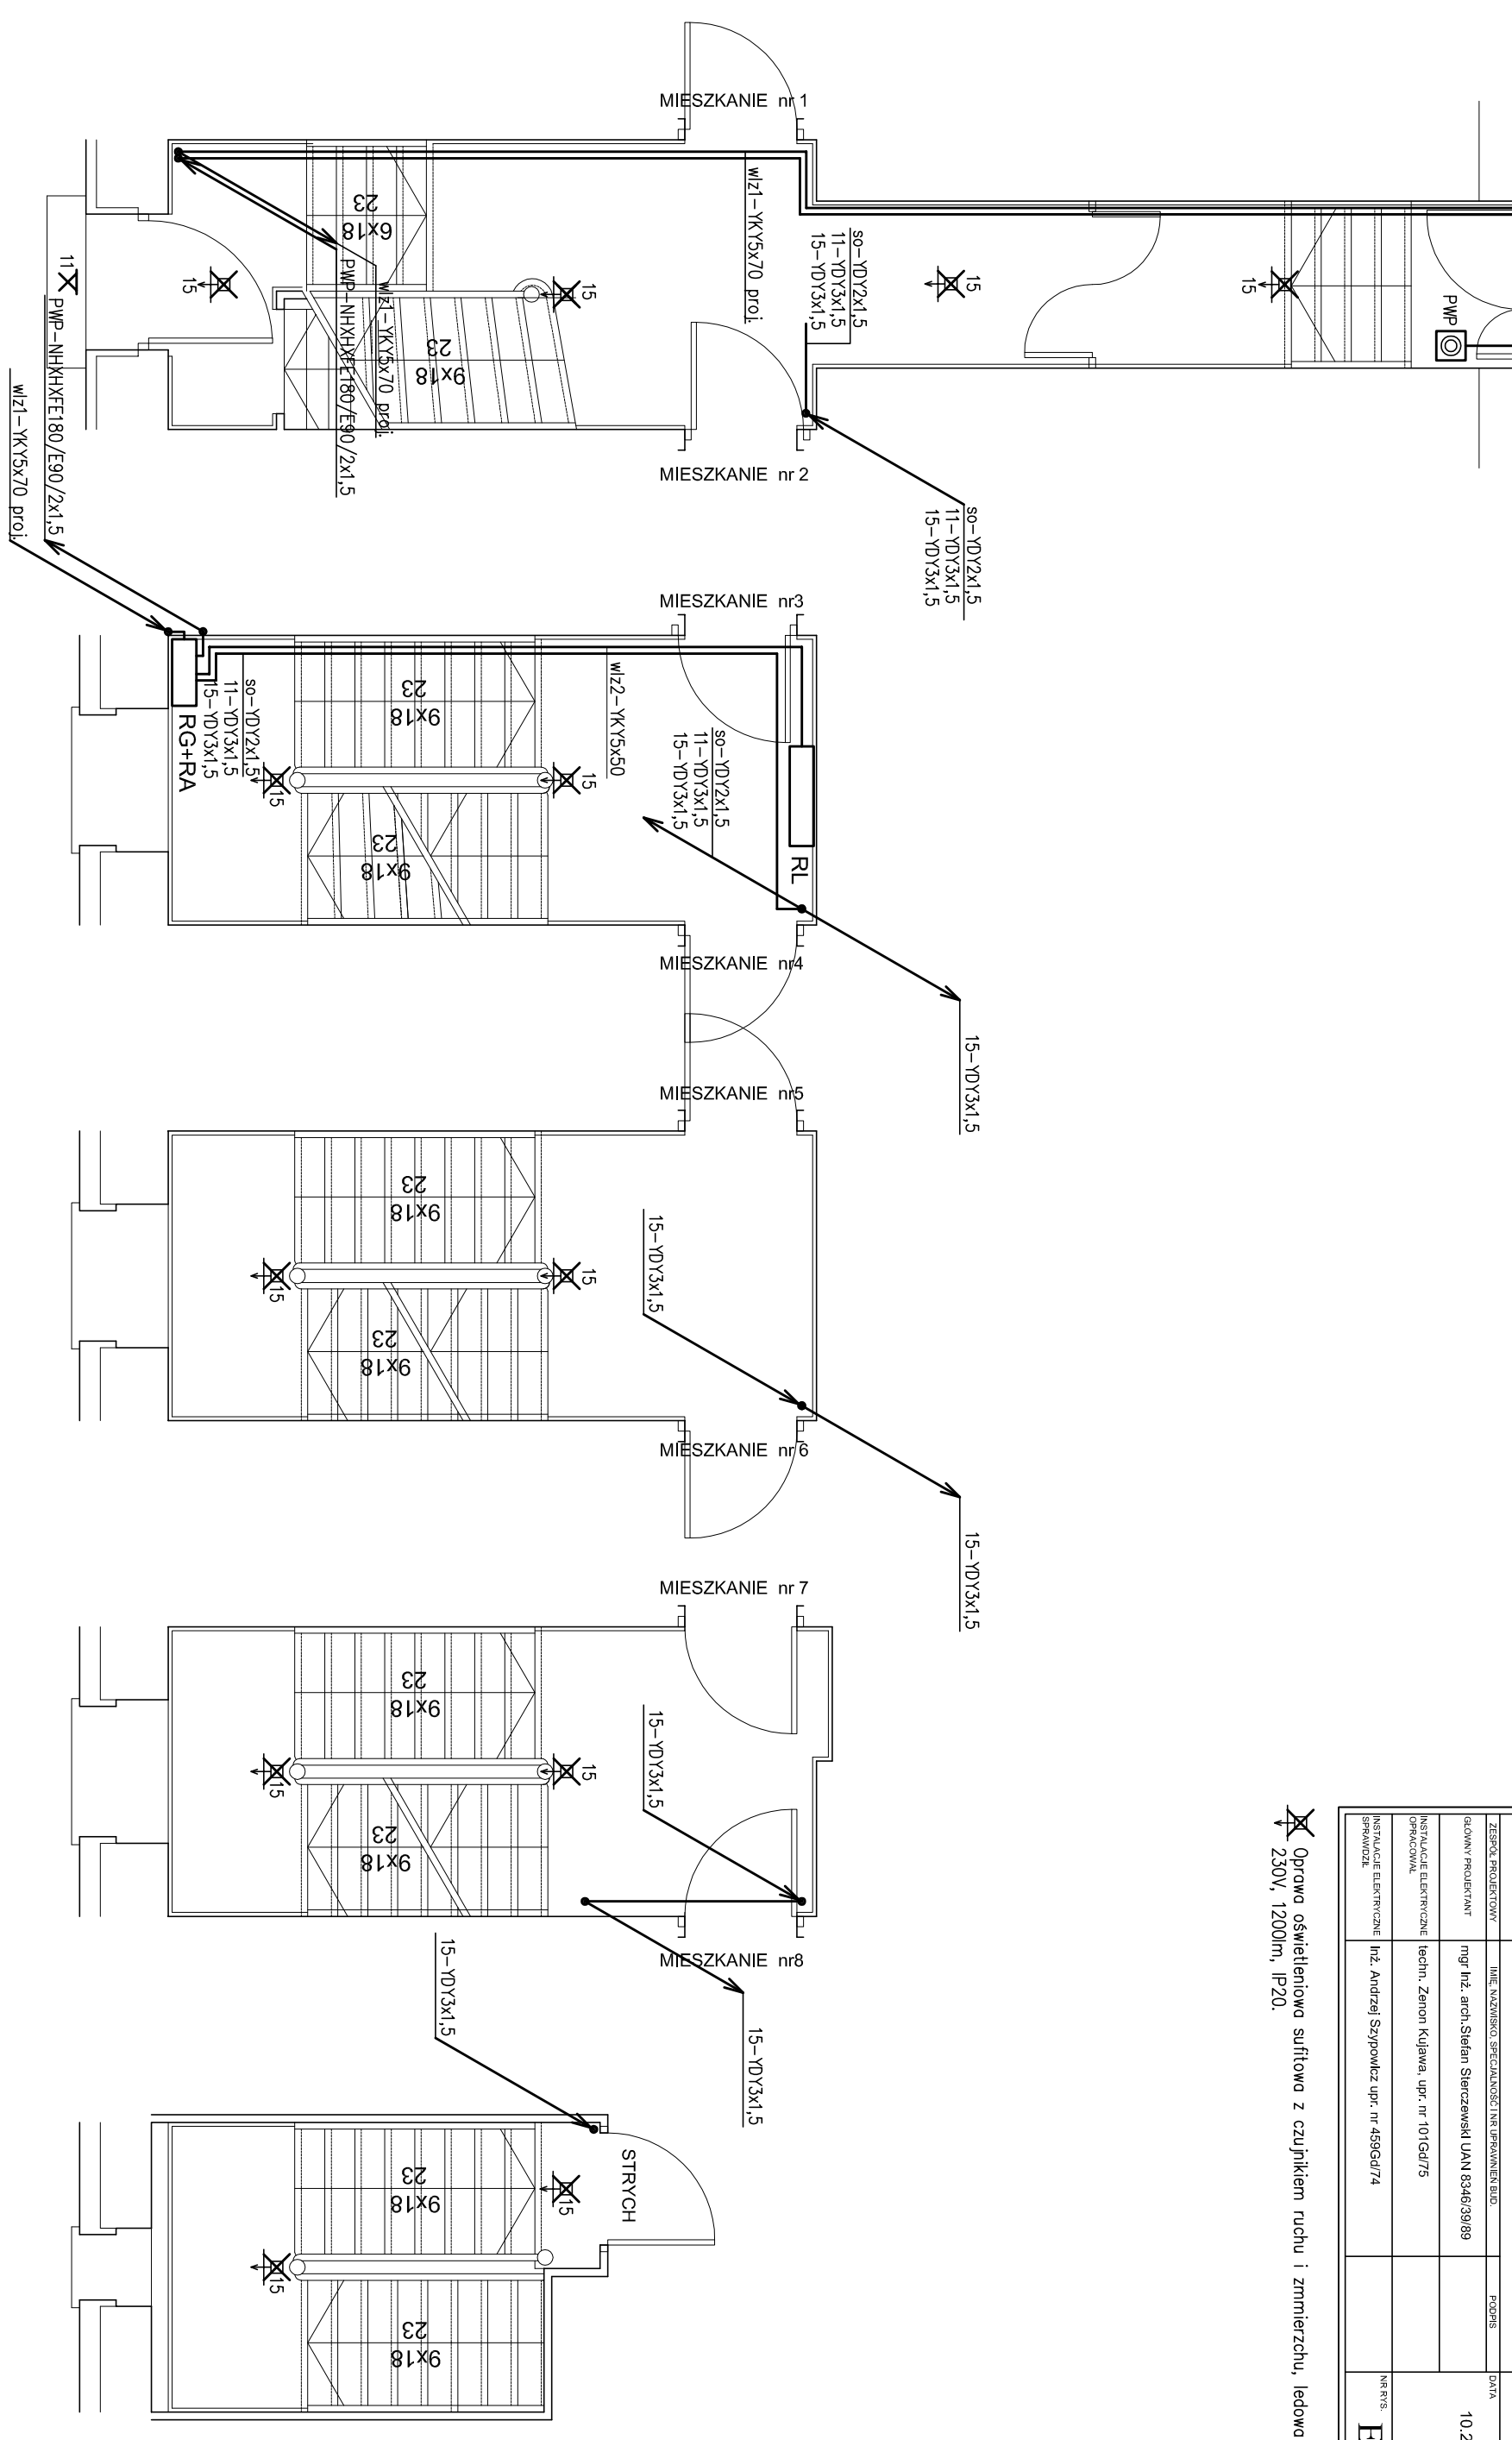 MIESZKANIE nr 1
wlz1-YKY5x70 proj.
so-YDY2x1,5
11-YDY3x1,5
15-YDY3x1,5
15
15
PWP
23
6x18
15
15
23
9x18
11
wlz1-YKY5x70 proj.
PWP-NHXHXFE180/E90/2x1,5
PWP-NHXHXFE180/E90/2x1,5
wlz1-YKY5x70 proj.
MIESZKANIE nr 2
so-YDY2x1,5
11-YDY3x1,5
15-YDY3x1,5
MIESZKANIE nr3
wlz2-YKY5x50
23
9x18
so-YDY2x1,5
11-YDY3x1,5
15-YDY3x1,5
RG+RA
so-YDY2x1,5
11-YDY3x1,5
15-YDY3x1,5
15
15
RL
23
9x18
MIESZKANIE nr4
15-YDY3x1,5
MIESZKANIE nr5
23
9x18
15-YDY3x1,5
15
15
23
9x18
MIESZKANIE nr 6
15-YDY3x1,5
MIESZKANIE nr 7
23
9x18
15-YDY3x1,5
15
15
23
9x18
MIESZKANIE nr8
15-YDY3x1,5
15-YDY3x1,5
STRYCH
23
9x18
15
15
23
9x18
Oprawa oświetleniowa sufitowa z czujnikiem ruchu i zmmierzchu, ledowa
230V, 1200lm, IP20.
ZESPÓŁ PROJEKTOWY
IMIĘ, NAZWISKO, SPECJALNOŚĆ I NR UPRAWNIEŃ BUD.
PODPIS
DATA
GŁÓWNY PROJEKTANT
mgr inż. arch.Stefan Sterczewski UAN 8346/39/89
10.2
INSTALACJE ELEKTRYCZNE
OPRACOWAŁ
techn. Zenon Kujawa, upr. nr 101Gd/75
INSTALACJE ELEKTRYCZNE
SPRAWDZIŁ
inż. Andrzej Szypowicz upr. nr 459Gd/74
NR RYS.
E